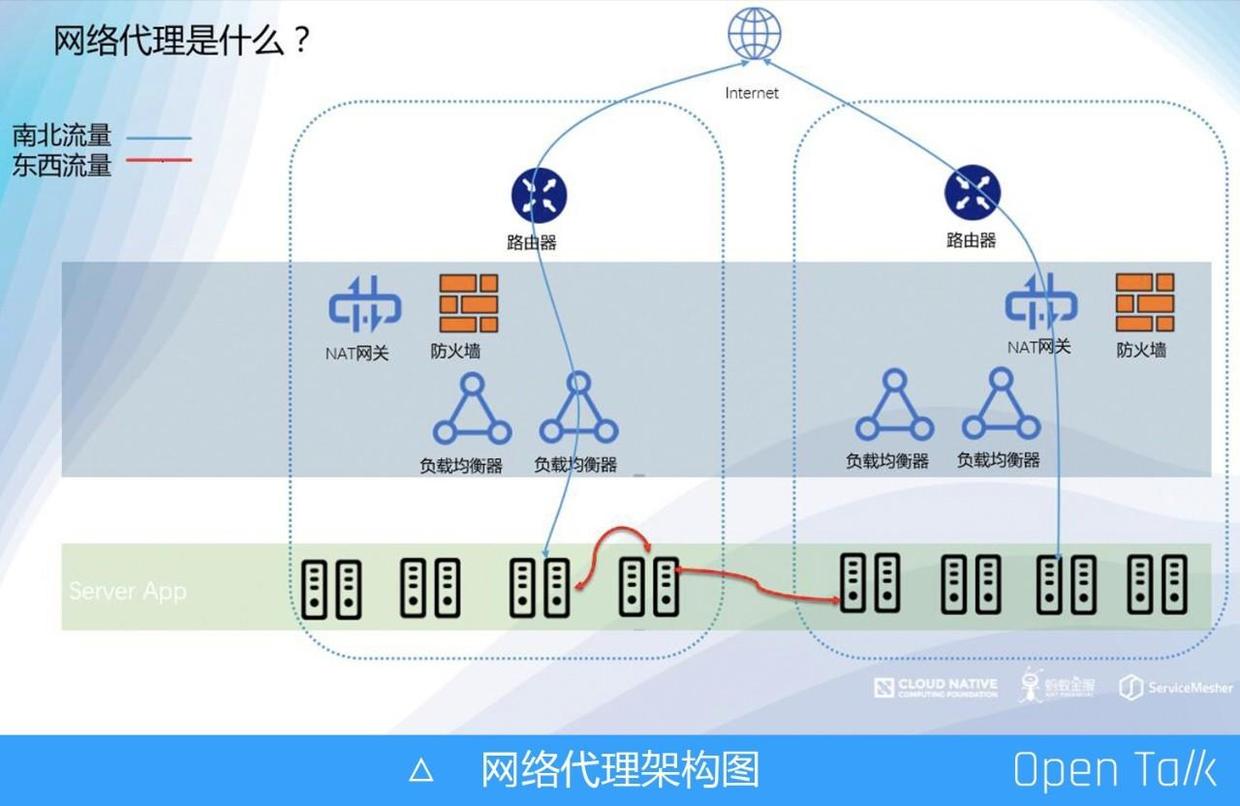 网络代理是什么？
Internet
南北流量
东西流量
路由器
路由器
NAT网关
防火墙
NAT网关
防火墙
负载均衡器
负载均衡器
负载均衡器
负载均衡器
Server App
CLOUD NATIVE
COMPUTING FOUNDATION
蚂蚁金服
ANT FINANCIAL
ServiceMesher
△ 网络代理架构图
Open Talk